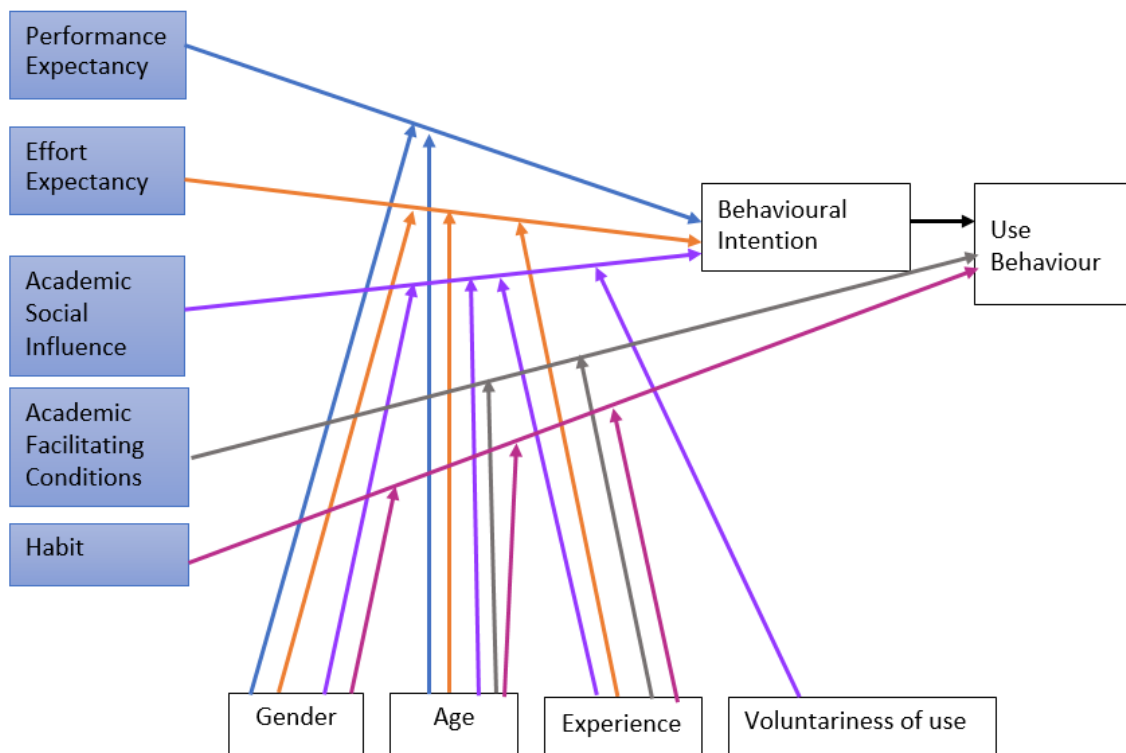 Performance
Expectancy
Effort
Expectancy
Academic
Social
Influence
Academic
Facilitating
Conditions
Habit
Behavioural
Intention
Use
Behaviour
Gender
Age
Experience
Voluntariness of use